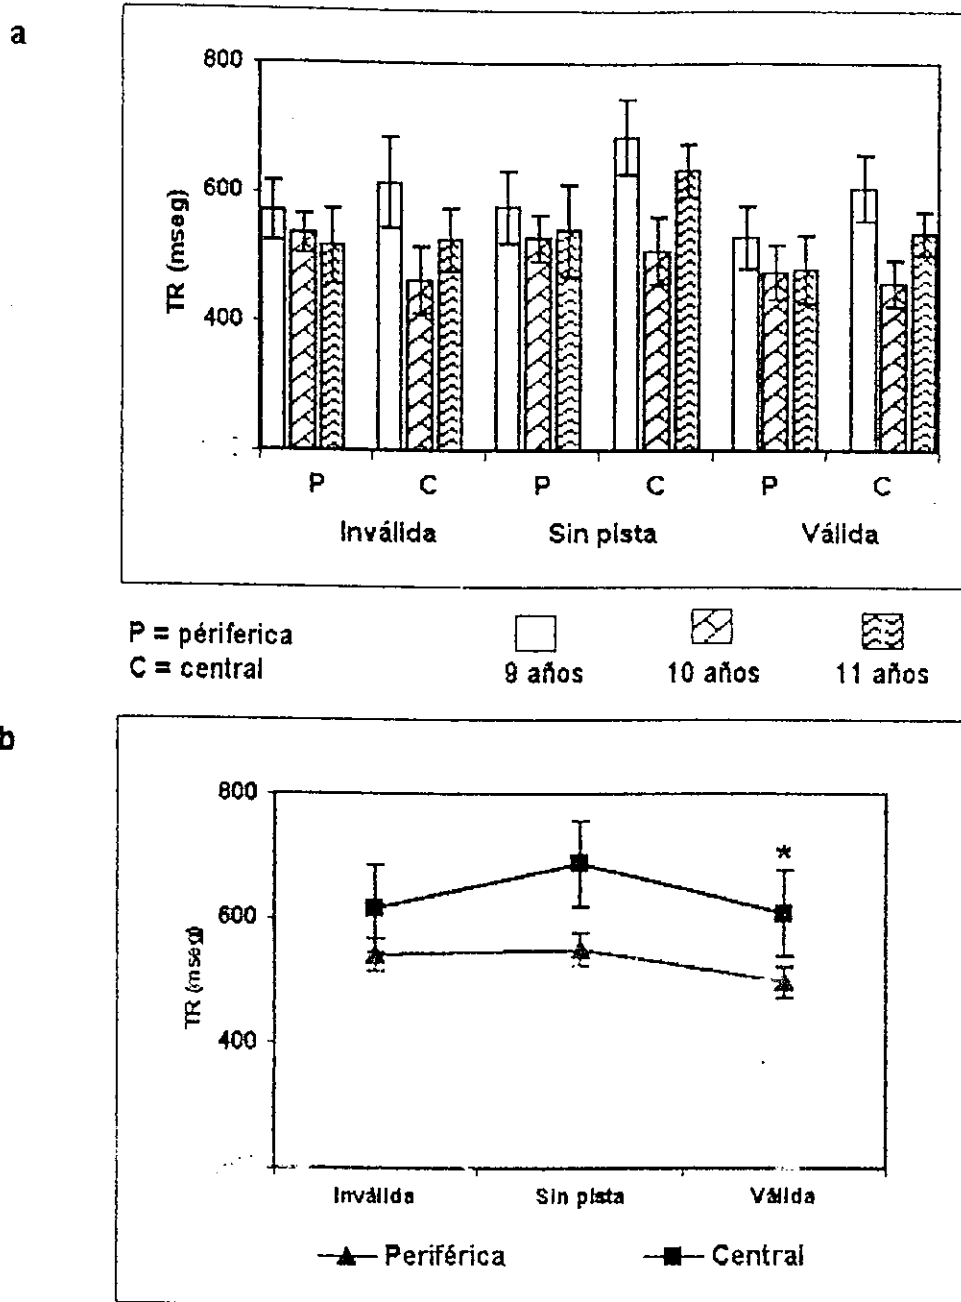 a
800
600
400
TR (mseg)
P C P C P C
Inválida Sin pista Válida
P = périferica
C = central
9 años 10 años 11 años
b
800
600
400
TR (mseg)
*
Inválida Sin pista Válida
Periférica Central